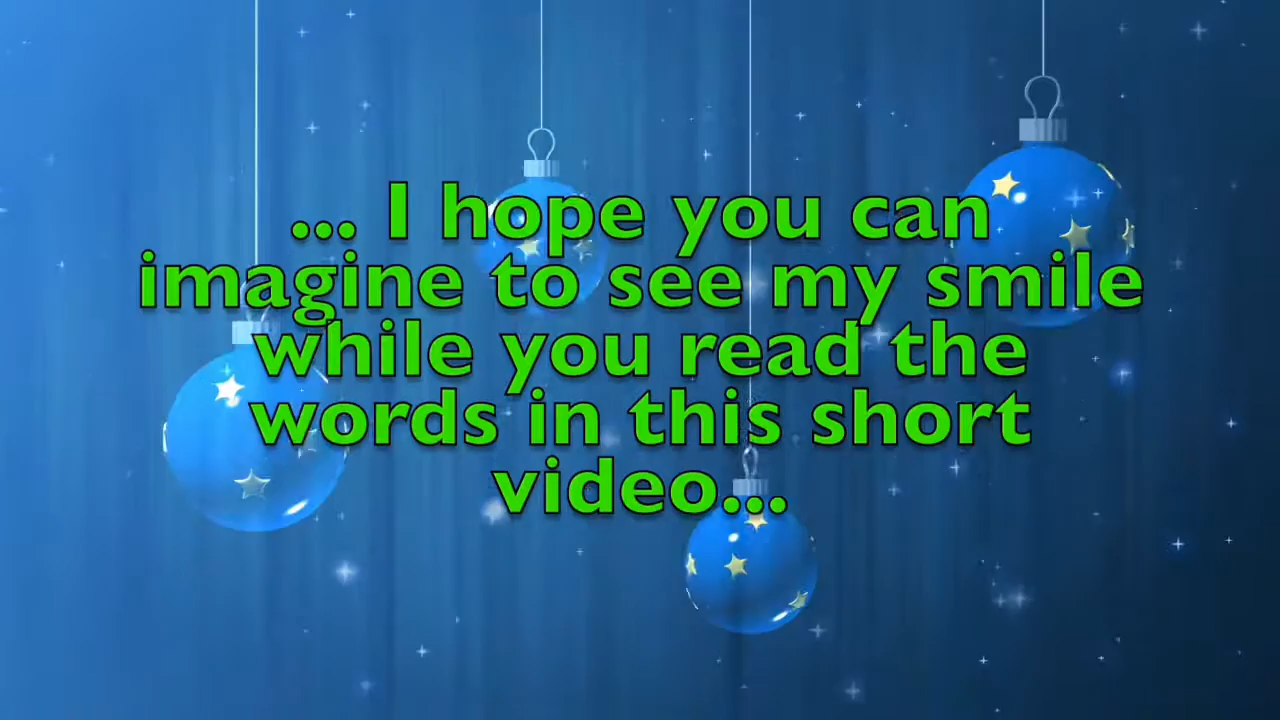 ... I hope you can
imagine to see my smile
while you read the
words in this short
video...